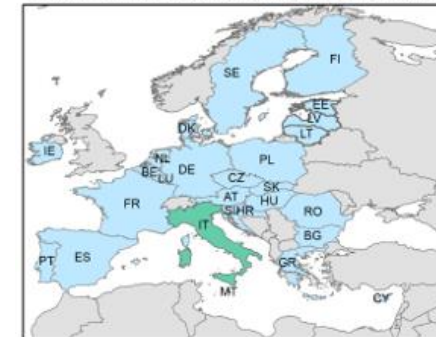 FI
SE
EE
LV
DK
LT
IE
NL
PL
BE
DE
LU
CZ
SK
AT
HU
FR
SI
HR
RO
IT
BG
PT
ES
GR
MT
CY